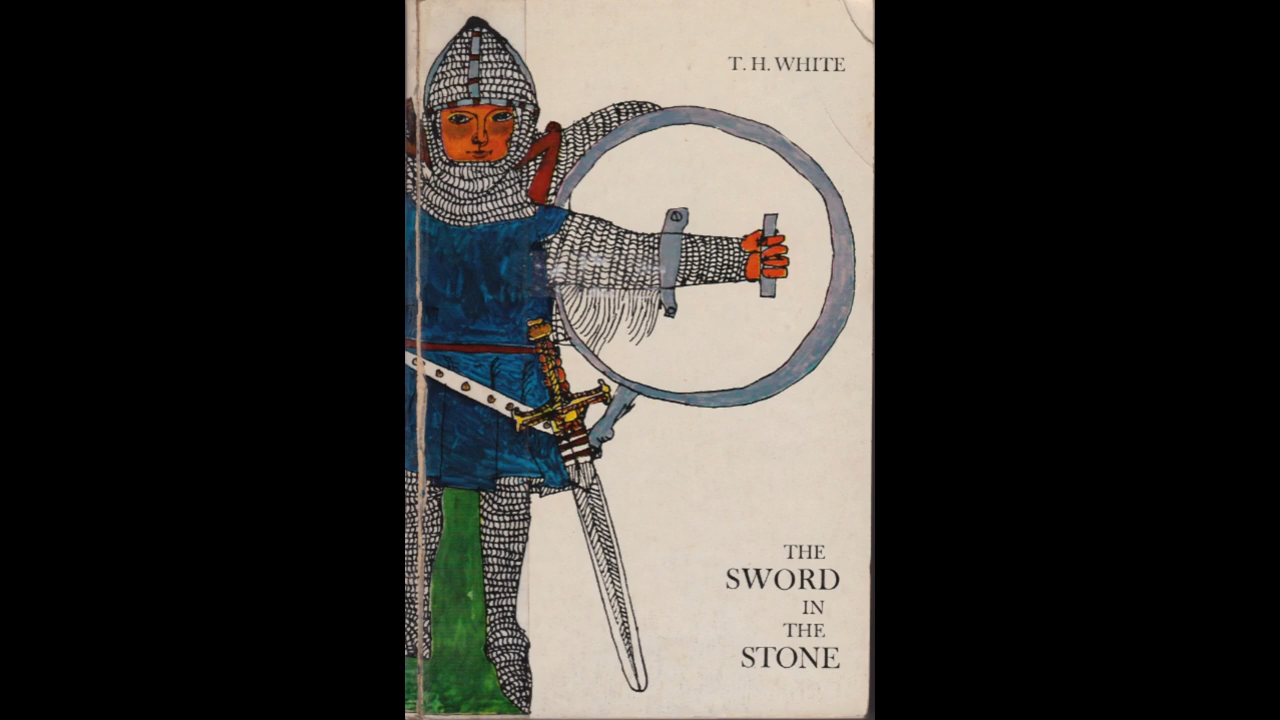 T. H. WHITE
THE
SWORD
IN
THE
STONE